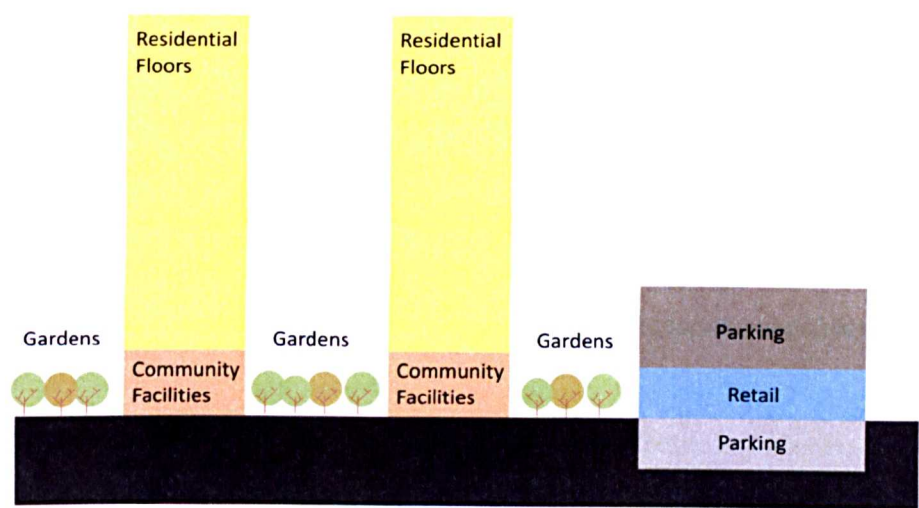 Residential
Floors
Residential
Floors
Gardens
Gardens
Gardens
Community
Facilities
Community
Facilities
Parking
Retail
Parking